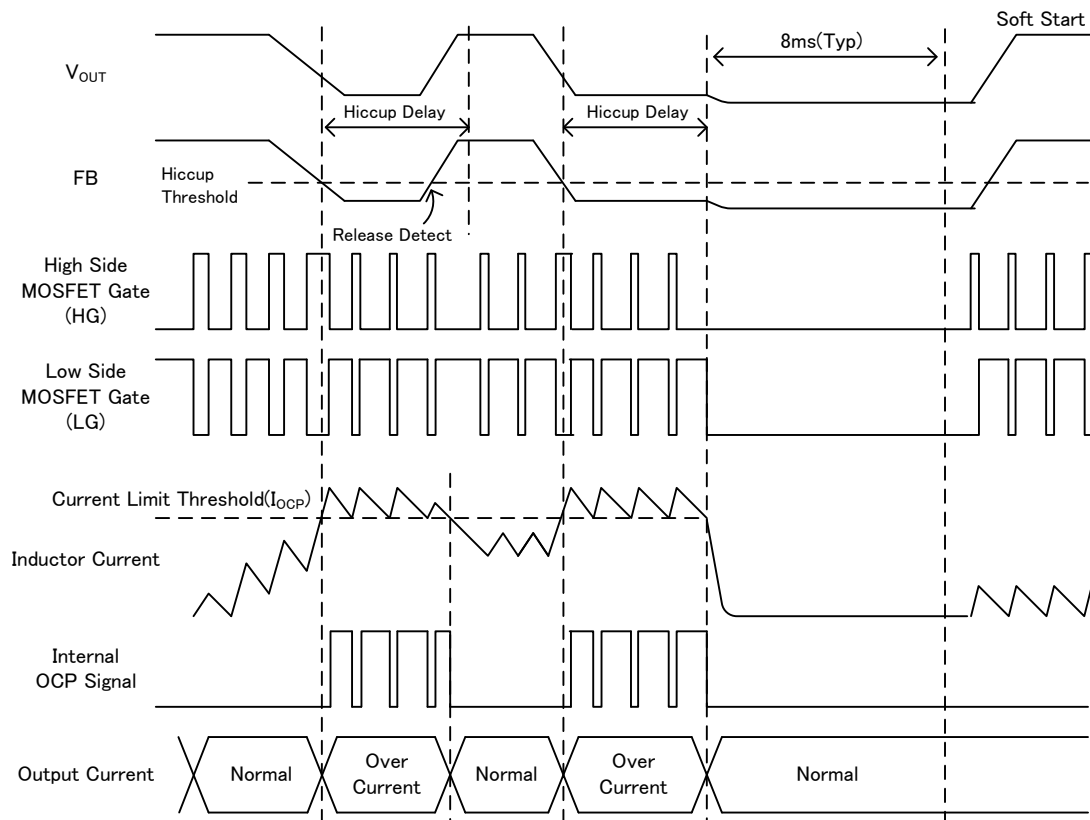 Soft Start
8ms(Typ)
VOUT
Hiccup Delay
Hiccup Delay
FB
Hiccup
Threshold
Release Detect
High Side
MOSFET Gate
(HG)
Low Side
MOSFET Gate
(LG)
Current Limit Threshold(IOCP)
Inductor Current
Internal
OCP Signal
Output Current
Normal
Over
Current
Normal
Over
Current
Normal